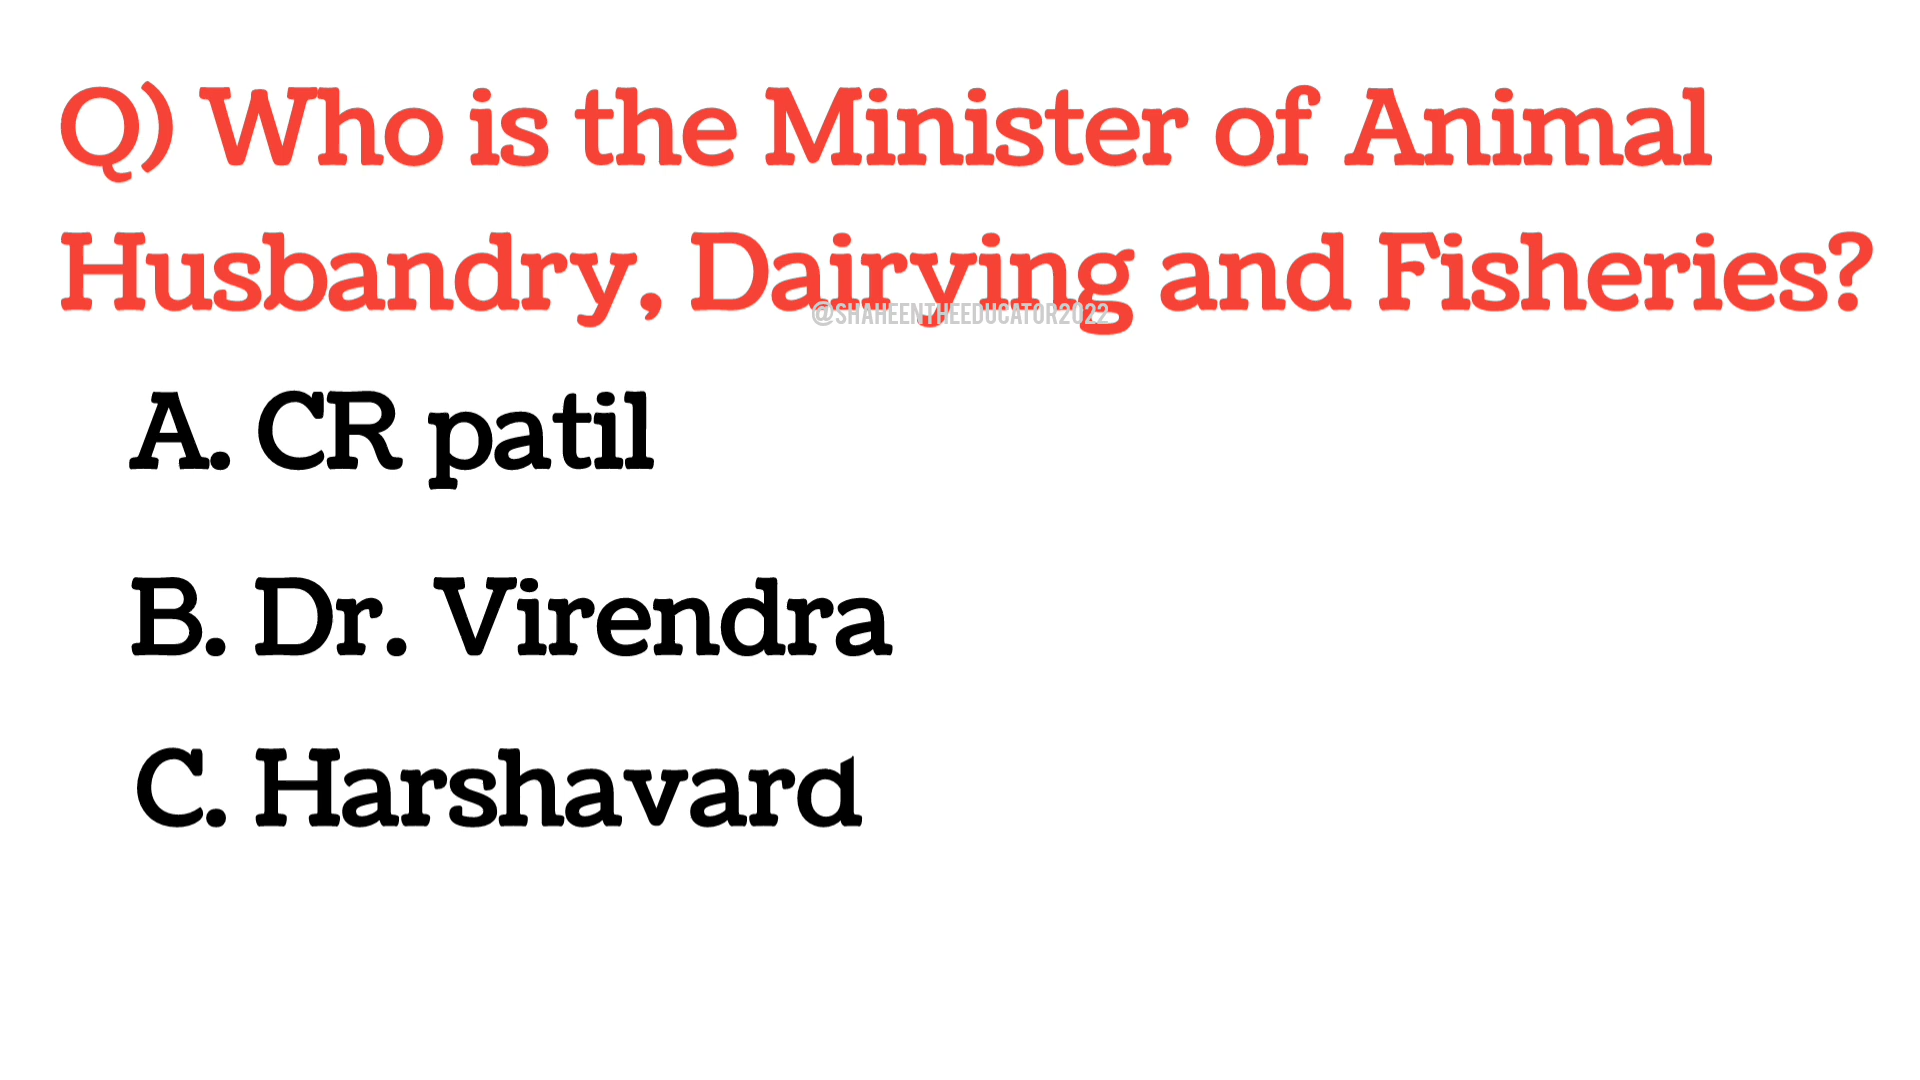 Q) Who is the Minister of Animal
Husbandry, Dairying and Fisheries?
@SHAHEENTHEEDUCATOR2022
A. CR patil
B. Dr. Virendra
C. Harshavard